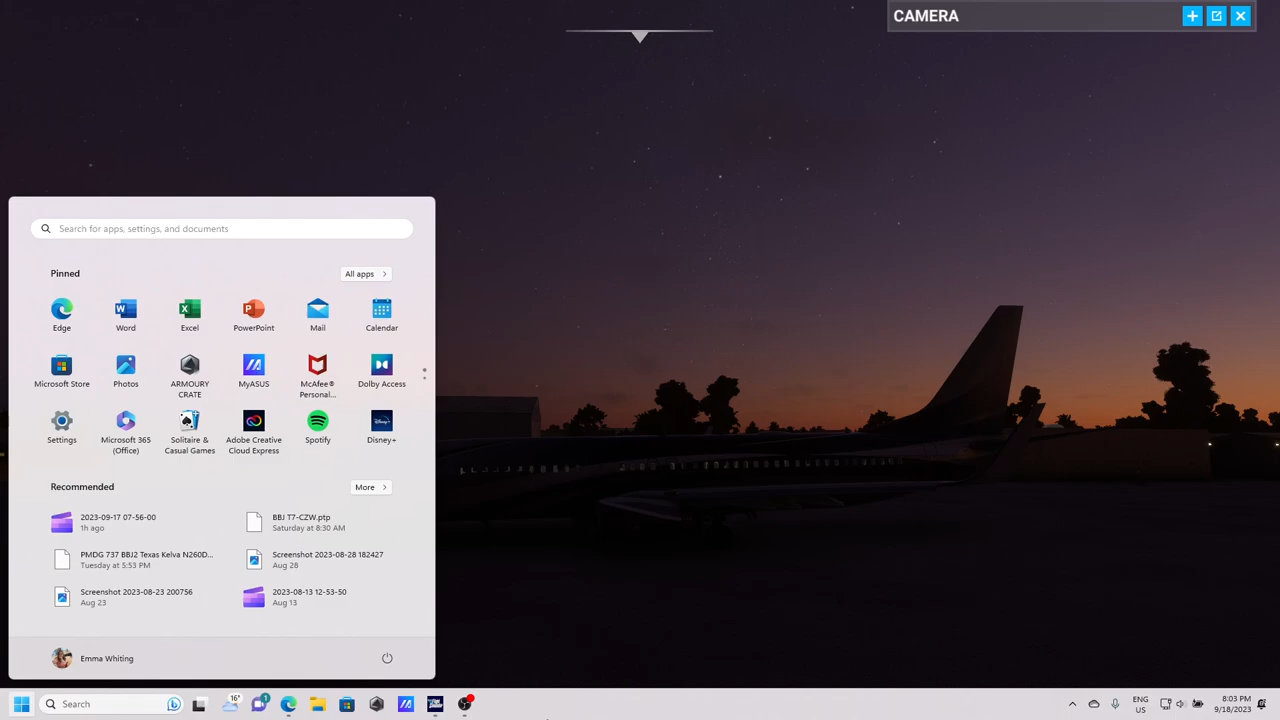 CAMERA
Search for apps, settings, and documents
Pinned
All apps
Edge
Word
Excel
PowerPoint
Mail
Calendar
Microsoft Store
Photos
ARMOURY
CRATE
MyASUS
McAfee®
Personal...
Dolby Access
Settings
Microsoft 365
(Office)
Solitaire &
Casual Games
Adobe Creative
Cloud Express
Spotify
Disney+
Recommended
More
2023-09-17 07-56-00
1h ago
BBJ T7-CZW.ptp
Saturday at 8:30 AM
PMDG 737 BBJ2 Texas Kelva N260D...
Tuesday at 5:53 PM
Screenshot 2023-08-28 182427
Aug 28
Screenshot 2023-08-23 200756
Aug 23
2023-08-13 12-53-50
Aug 13
Emma Whiting
Search
16°
1
ENG
US
8:03 PM
9/18/2023